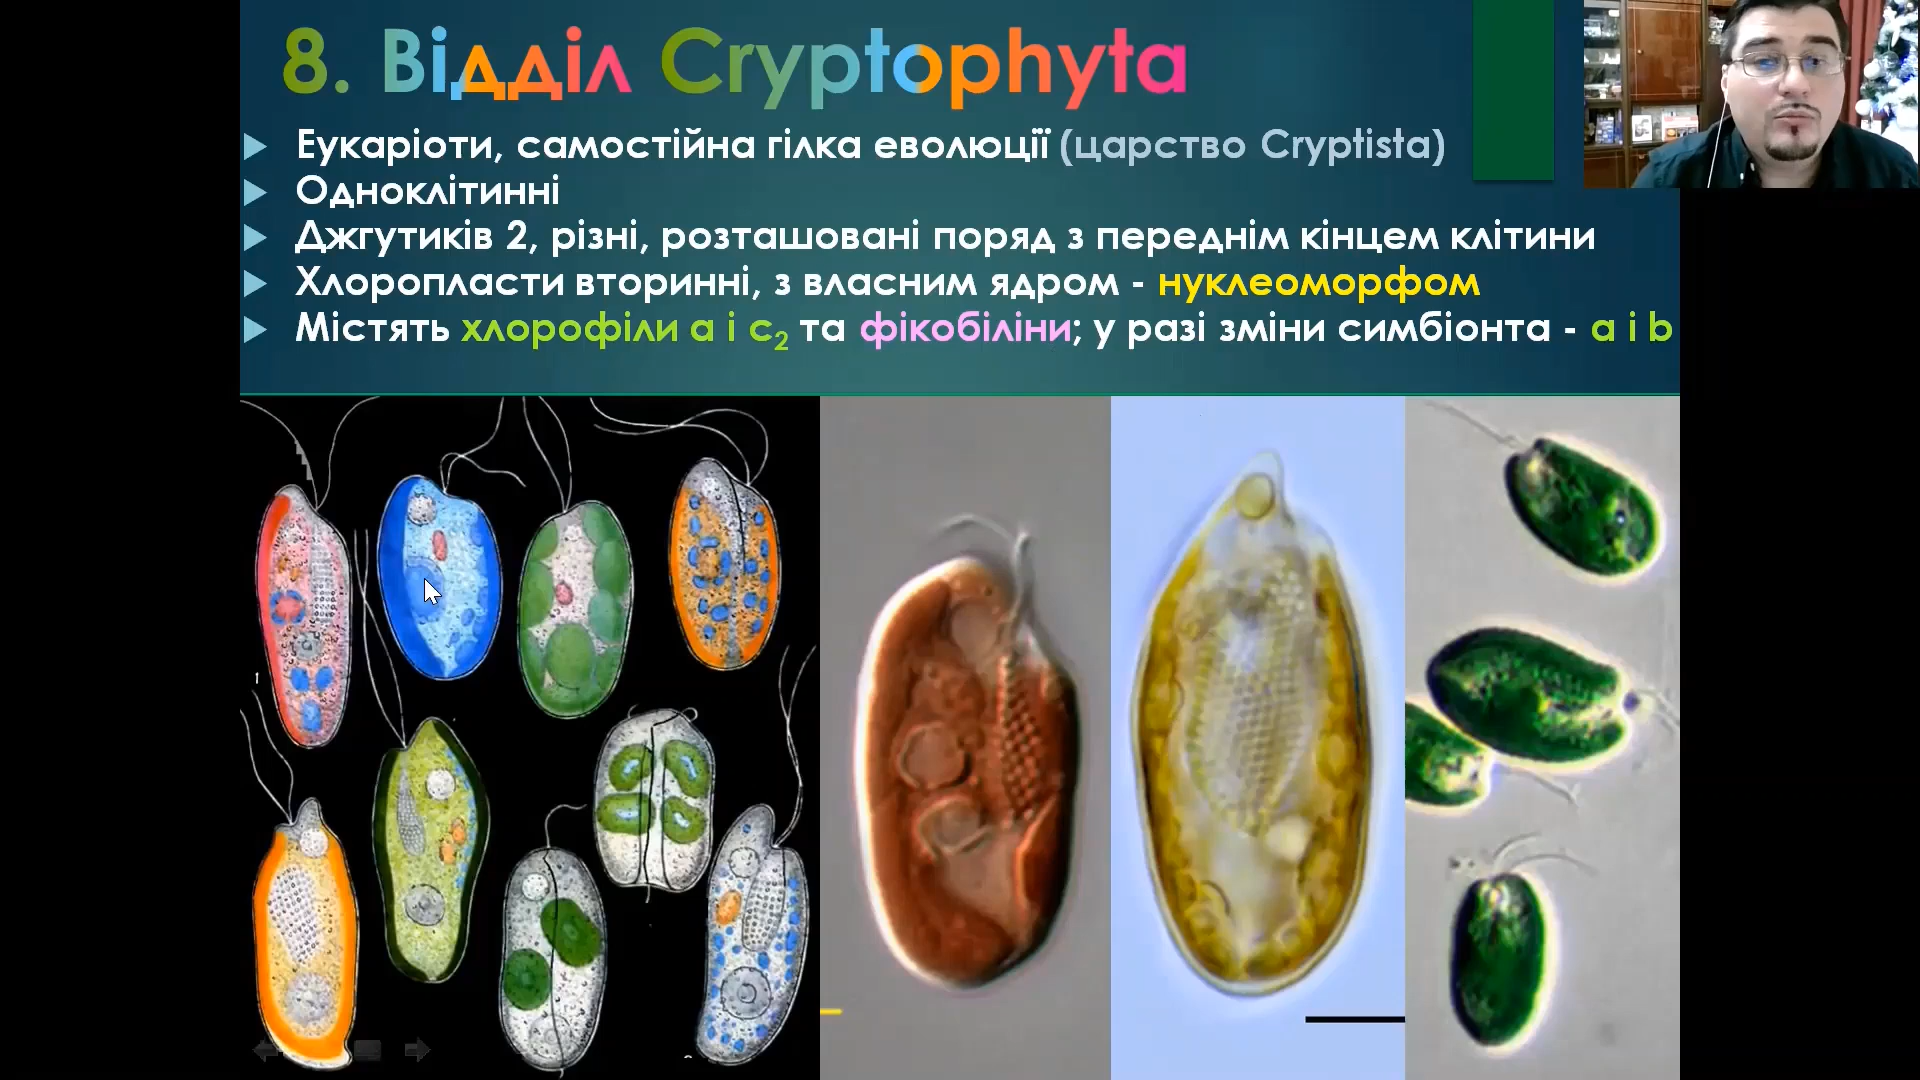 8. Відділ Cryptophyta
Еукаріоти, самостійна гілка еволюції (царство Cryptista)
Одноклітинні
Джгутиків 2, різні, розташовані поряд з переднім кінцем клітини
Хлоропласти вторинні, з власним ядром - нуклеоморфом
Містять хлорофіли a і c₂ та фікобіліни; у разі зміни симбіонта - a і b
1